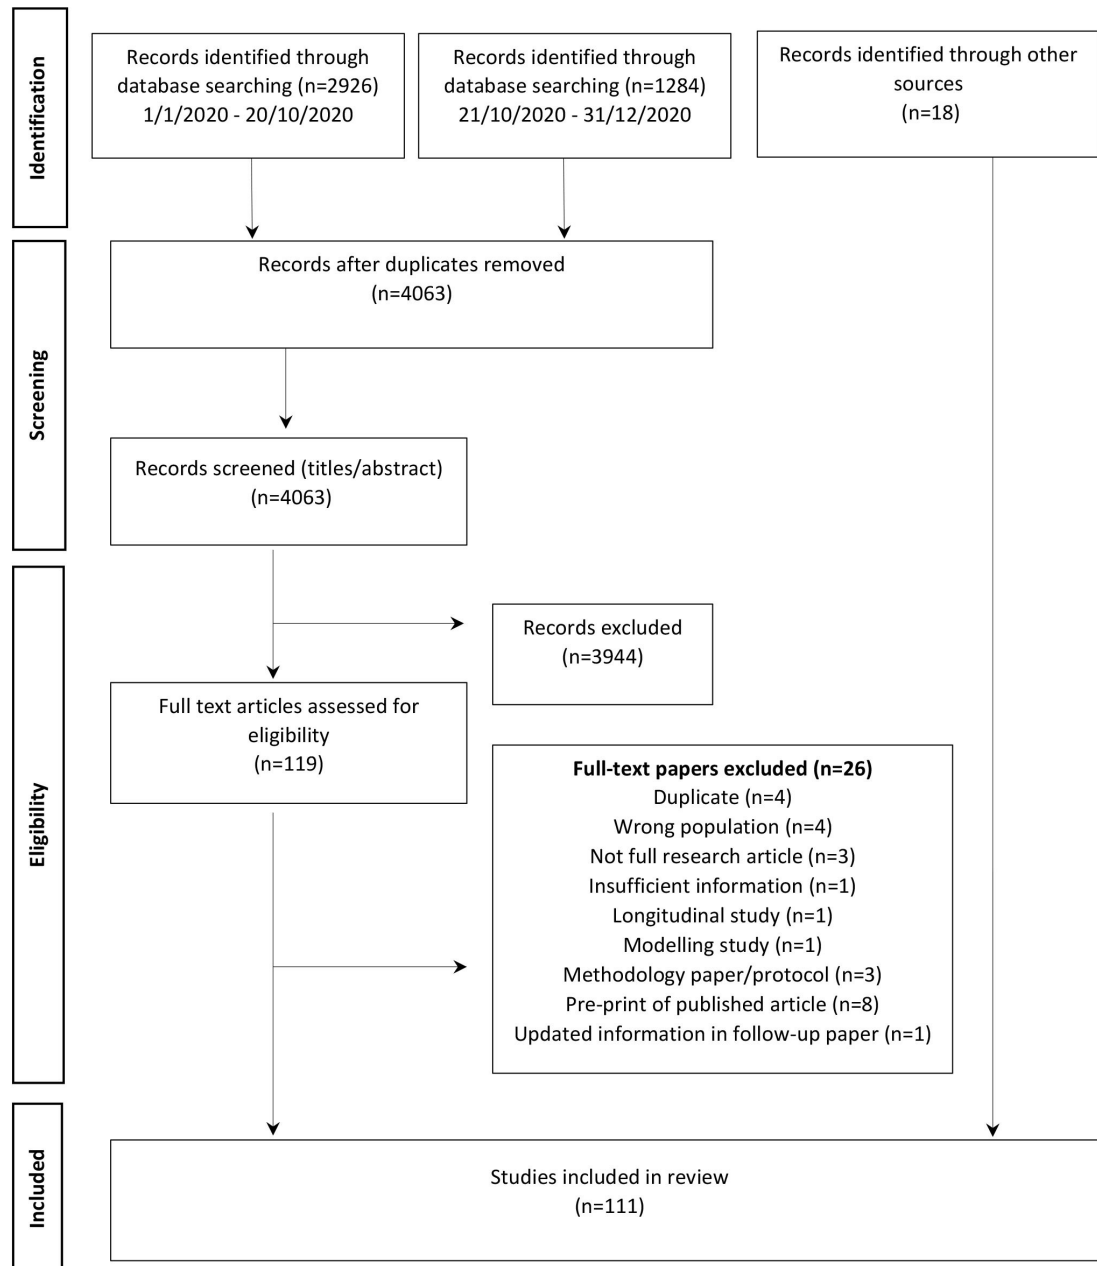 Identification
Records identified through
database searching (n=2926)
1/1/2020 - 20/10/2020
Records identified through
database searching (n=1284)
21/10/2020 - 31/12/2020
Records identified through other
sources
(n=18)
Screening
Records after duplicates removed
(n=4063)
Records screened (titles/abstract)
(n=4063)
Eligibility
Records excluded
(n=3944)
Full text articles assessed for
eligibility
(n=119)
Full-text papers excluded (n=26)
Duplicate (n=4)
Wrong population (n=4)
Not full research article (n=3)
Insufficient information (n=1)
Longitudinal study (n=1)
Modelling study (n=1)
Methodology paper/protocol (n=3)
Pre-print of published article (n=8)
Updated information in follow-up paper (n=1)
Included
Studies included in review
(n=111)